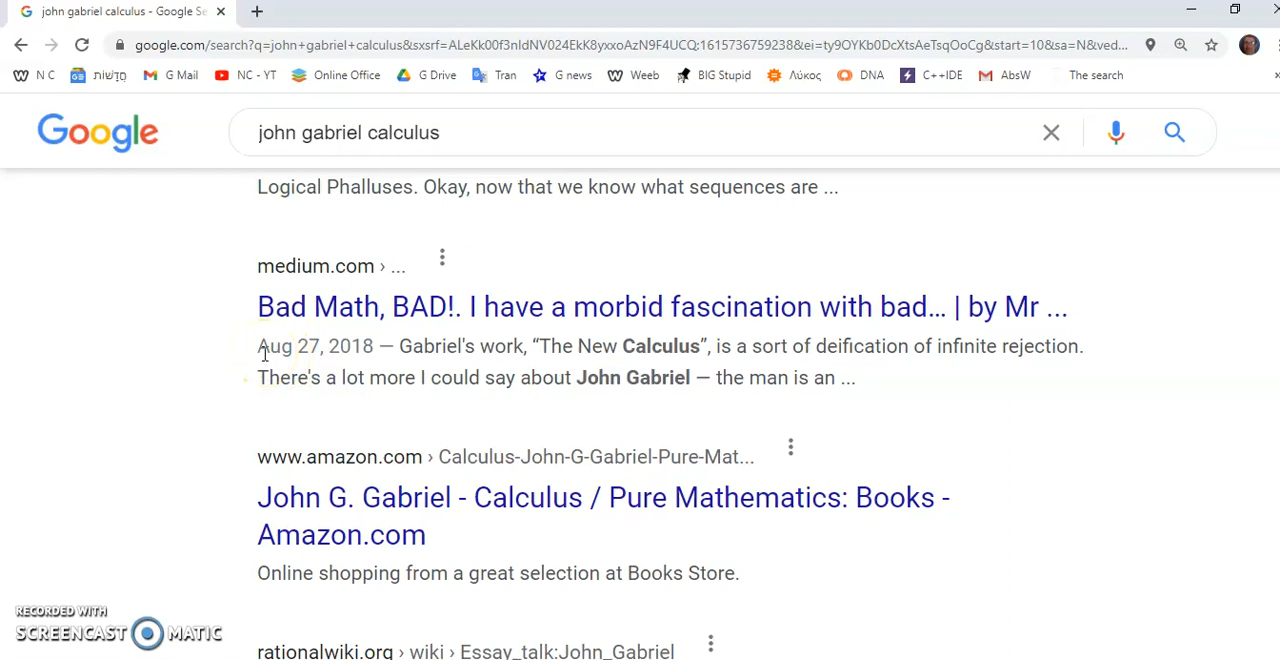 john gabriel calculus - Google Se
google.com/search?q=john+gabriel+calculus&sxsrf=ALeKk00f3nIdNV024EkK8yxxoAzN9F4UCQ:1615736759238&ei=ty9OYKb0DcXtsAeTsqOoCg&start=10&sa=N&ved...
N C חֲדָשׁוֹת G Mail NC - YT Online Office G Drive Tran G news Weeb BIG Stupid Λύκος DNA C++IDE AbsW The search »
Google john gabriel calculus
Logical Phalluses. Okay, now that we know what sequences are ...
medium.com › ...
Bad Math, BAD!. I have a morbid fascination with bad... | by Mr ...
Aug 27, 2018 — Gabriel's work, “The New Calculus”, is a sort of deification of infinite rejection.
There's a lot more I could say about John Gabriel — the man is an ...
www.amazon.com › Calculus-John-G-Gabriel-Pure-Mat...
John G. Gabriel - Calculus / Pure Mathematics: Books -
Amazon.com
Online shopping from a great selection at Books Store.
RECORDED WITH
SCREENCAST MATIC
rationalwiki.org › wiki › Essay_talk:John_Gabriel